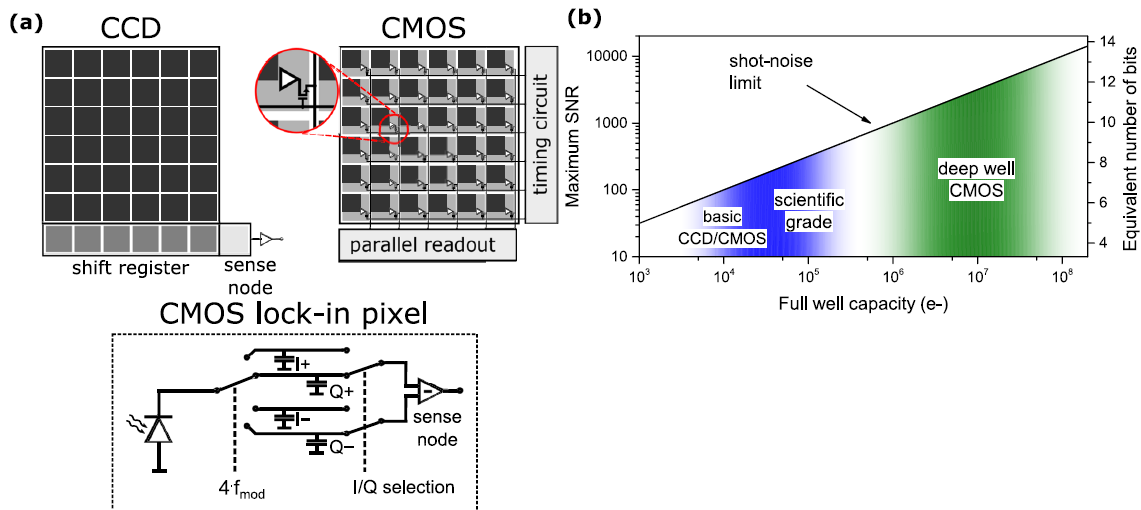 (a)
CCD
CMOS
timing circuit
parallel readout
shift register
sense
node
CMOS lock-in pixel
I+
Q+
I−
Q−
-
sense
node
4·f_mod
I/Q selection
(b)
Maximum SNR
10000
1000
100
10
shot-noise
limit
deep well
CMOS
scientific
grade
basic
CCD/CMOS
14
12
10
8
6
4
Equivalent number of bits
10^3
10^4
10^5
10^6
10^7
10^8
Full well capacity (e-)